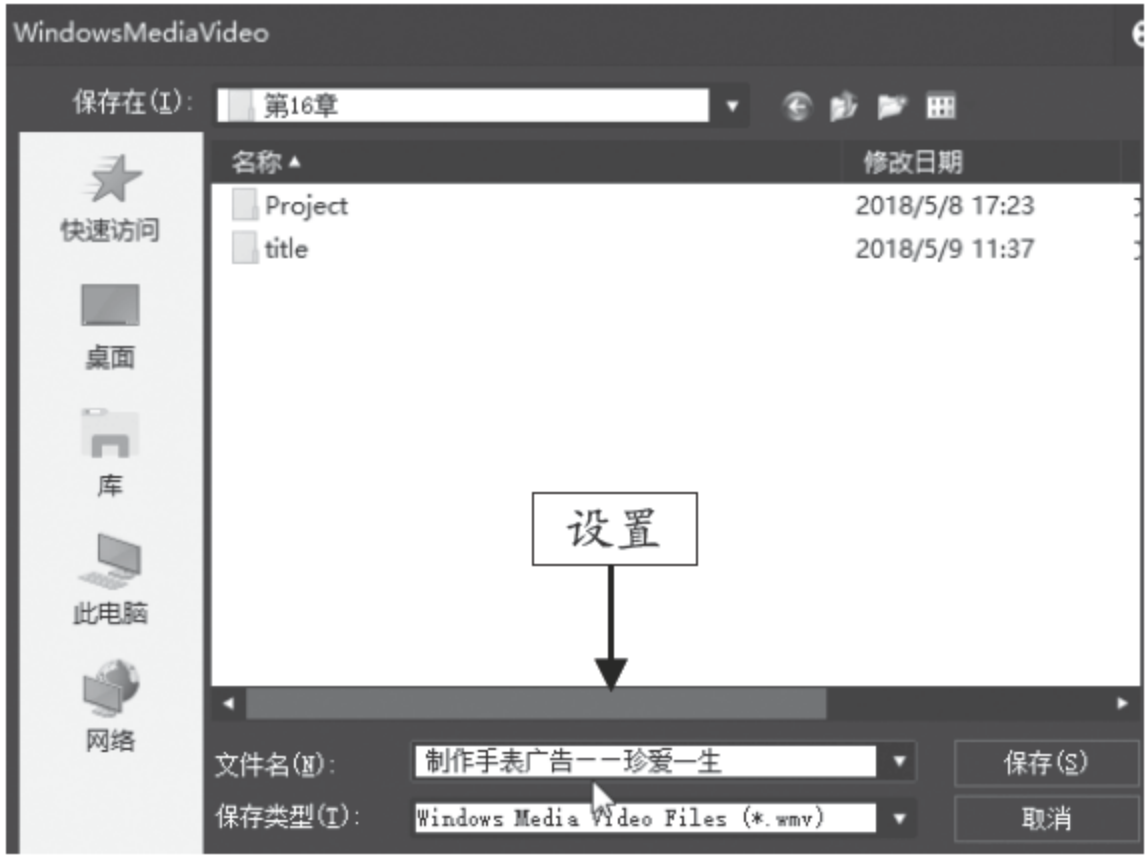 WindowsMediaVideo
保存在(I):
第16章
名称
修改日期
Project
2018/5/8 17:23
title
2018/5/9 11:37
快速访问
桌面
库
此电脑
网络
设置
文件名(N):
制作手表广告——珍爱一生
保存(S)
保存类型(T):
Windows Media Video Files (*.wmv)
取消